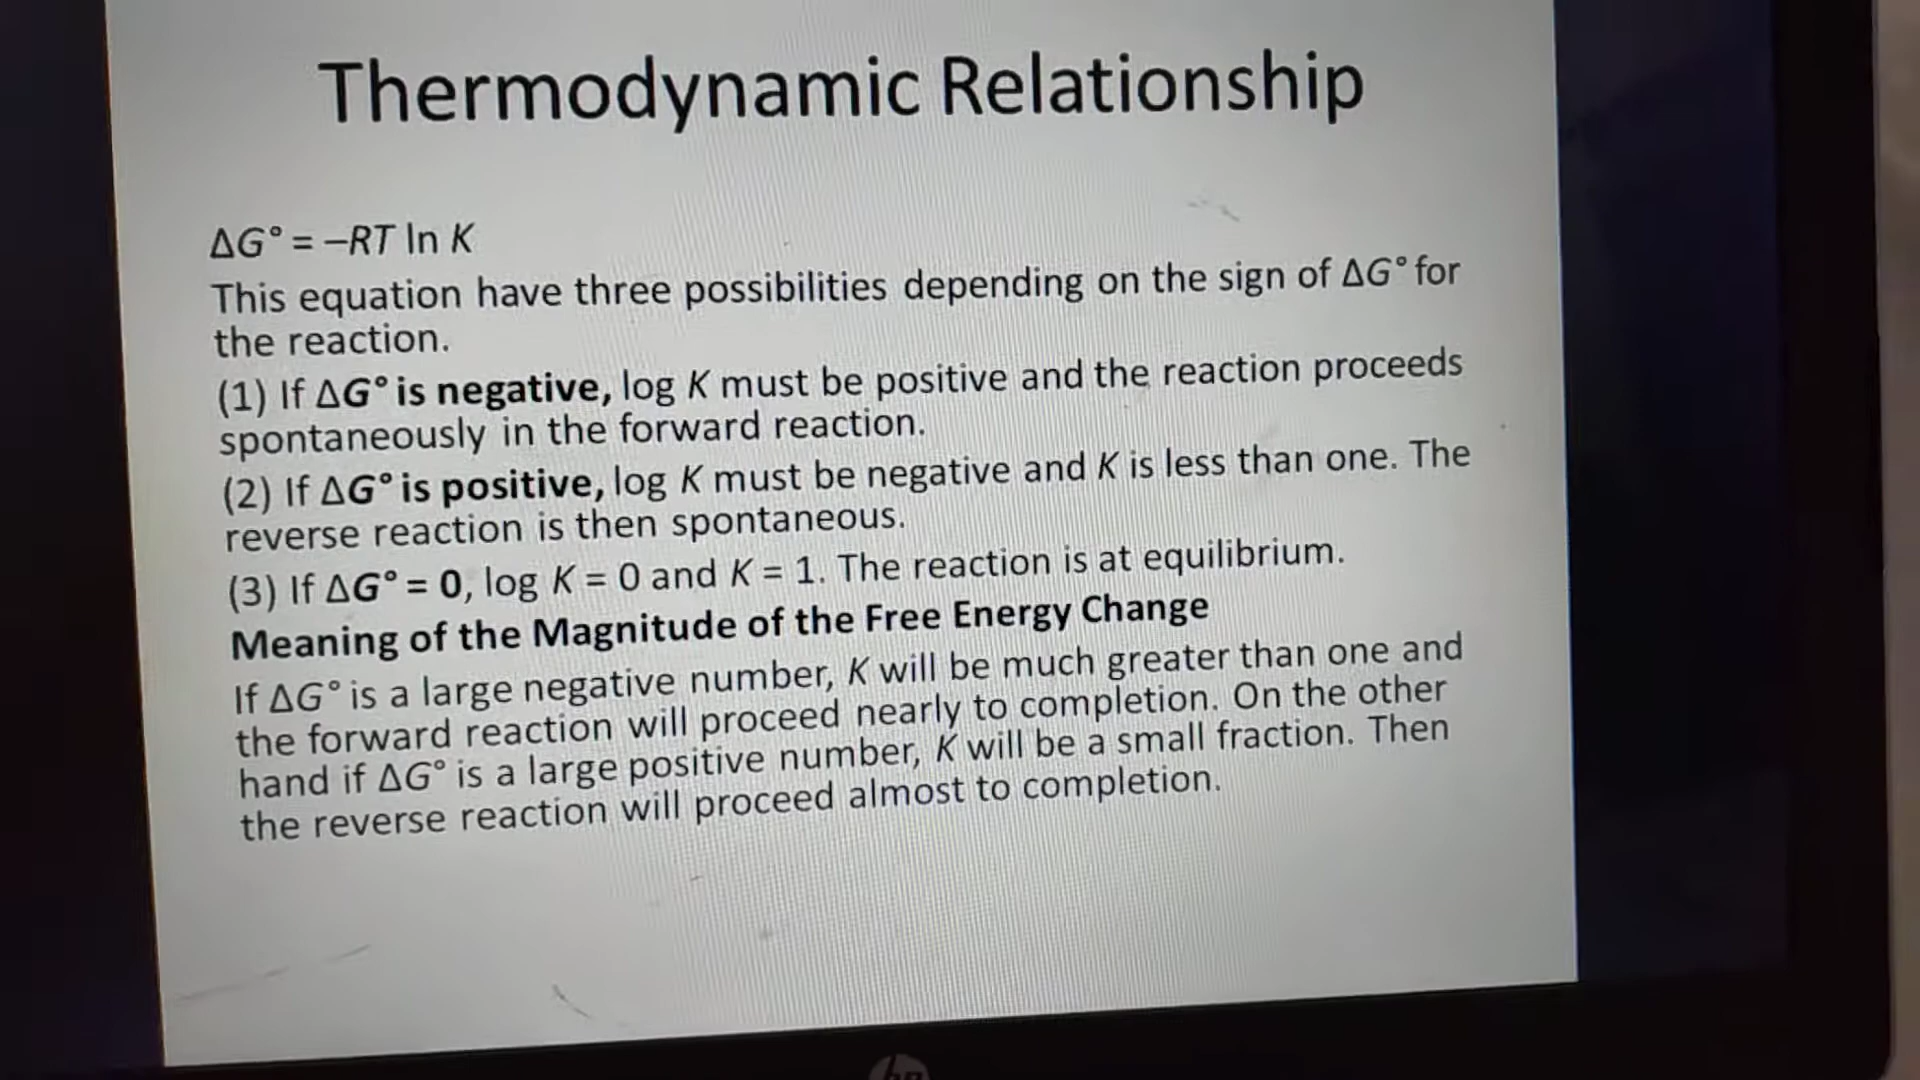 Thermodynamic Relationship
ΔG° = –RT ln K
This equation have three possibilities depending on the sign of ΔG° for
the reaction.
(1) If ΔG° is negative, log K must be positive and the reaction proceeds
spontaneously in the forward reaction.
(2) If ΔG° is positive, log K must be negative and K is less than one. The
reverse reaction is then spontaneous.
(3) If ΔG° = 0, log K = 0 and K = 1. The reaction is at equilibrium.
Meaning of the Magnitude of the Free Energy Change
If ΔG° is a large negative number, K will be much greater than one and
the forward reaction will proceed nearly to completion. On the other
hand if ΔG° is a large positive number, K will be a small fraction. Then
the reverse reaction will proceed almost to completion.
hp